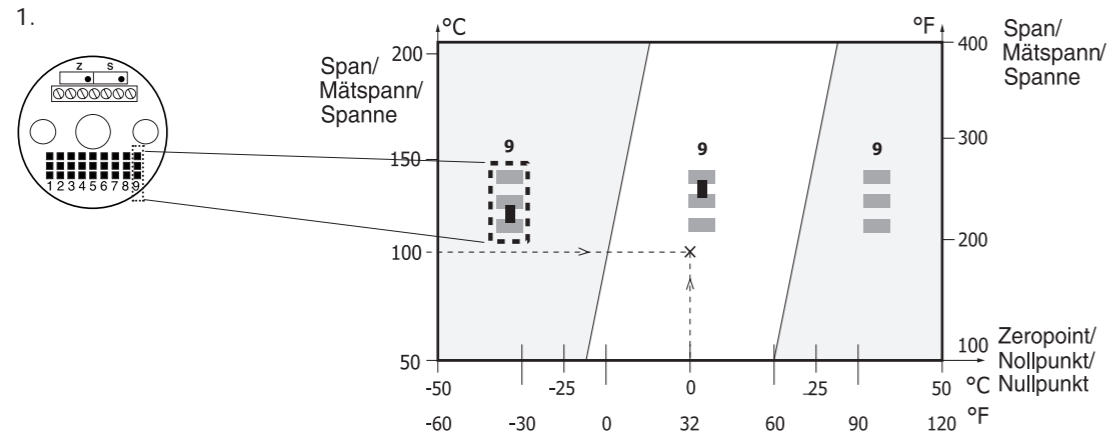 1.
Z S
1 2 3 4 5 6 7 8 9
Span/
Mätspann/
Spanne
°C
200
150
100
50
9
9
9
°F
400
300
200
100
Span/
Mätspann/
Spanne
Zeropoint/
Nollpunkt/
Nullpunkt
-50 -25 0 25 50 °C
-60 -30 0 32 60 90 120 °F